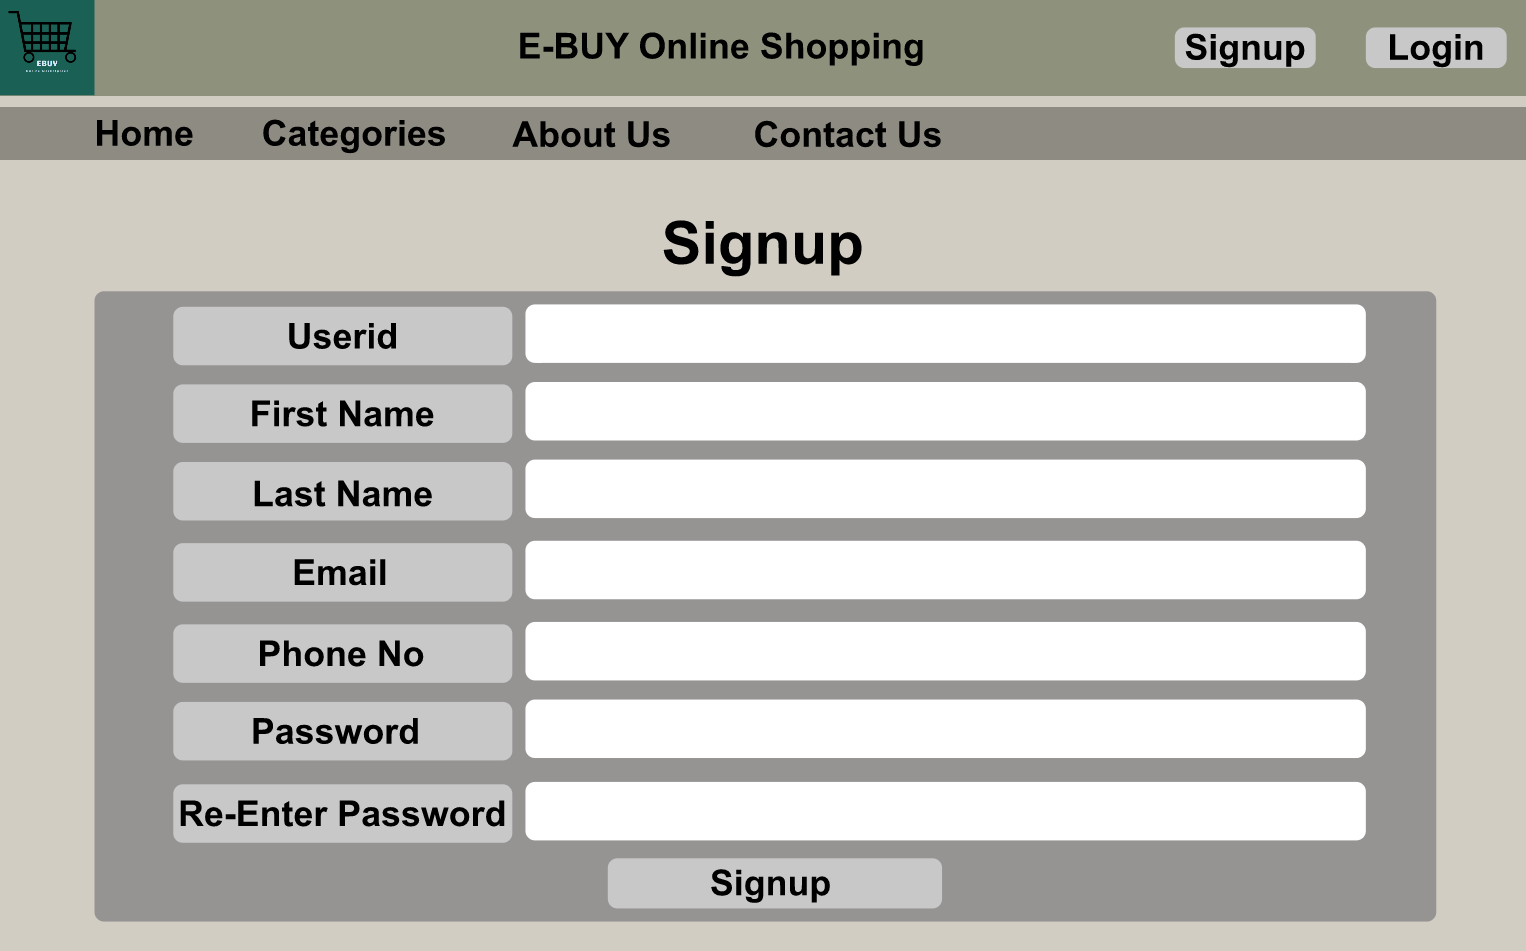 E-BUY Online Shopping
Signup
Login
EBUY
Home
Categories
About Us
Contact Us
Signup
Userid
First Name
Last Name
Email
Phone No
Password
Re-Enter Password
Signup